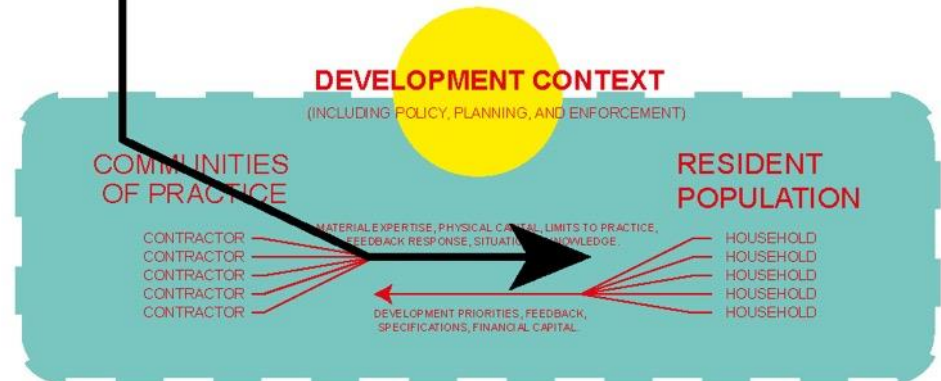 DEVELOPMENT CONTEXT
(INCLUDING POLICY, PLANNING, AND ENFORCEMENT)
COMMUNITIES
OF PRACTICE
RESIDENT
POPULATION
MATERIAL EXPERTISE, PHYSICAL CAPITAL, LIMITS TO PRACTICE,
FEEDBACK RESPONSE, SITUATIONAL KNOWLEDGE.
CONTRACTOR
CONTRACTOR
CONTRACTOR
CONTRACTOR
CONTRACTOR
HOUSEHOLD
HOUSEHOLD
HOUSEHOLD
HOUSEHOLD
HOUSEHOLD
DEVELOPMENT PRIORITIES, FEEDBACK,
SPECIFICATIONS, FINANCIAL CAPITAL.